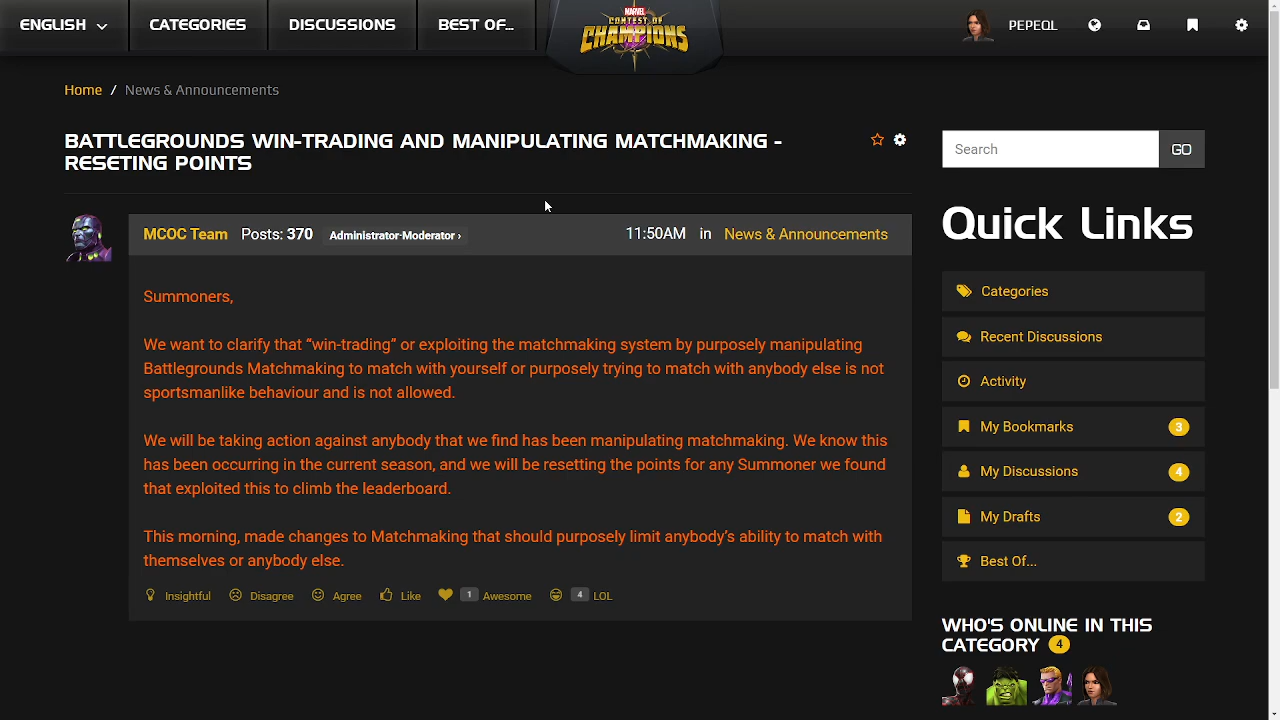 ENGLISH
CATEGORIES
DISCUSSIONS
BEST OF...
MARVEL
CONTEST OF
CHAMPIONS
PEPEQL
Home / News & Announcements
BATTLEGROUNDS WIN-TRADING AND MANIPULATING MATCHMAKING -
RESETING POINTS
MCOC Team Posts: 370 Administrator-Moderator › 11:50AM in News & Announcements
Summoners,
We want to clarify that “win-trading” or exploiting the matchmaking system by purposely manipulating
Battlegrounds Matchmaking to match with yourself or purposely trying to match with anybody else is not
sportsmanlike behaviour and is not allowed.
We will be taking action against anybody that we find has been manipulating matchmaking. We know this
has been occurring in the current season, and we will be resetting the points for any Summoner we found
that exploited this to climb the leaderboard.
This morning, made changes to Matchmaking that should purposely limit anybody’s ability to match with
themselves or anybody else.
Insightful Disagree Agree Like 1 Awesome 4 LOL
Search GO
Quick Links
Categories
Recent Discussions
Activity
My Bookmarks 3
My Discussions 4
My Drafts 2
Best Of...
WHO'S ONLINE IN THIS
CATEGORY 4